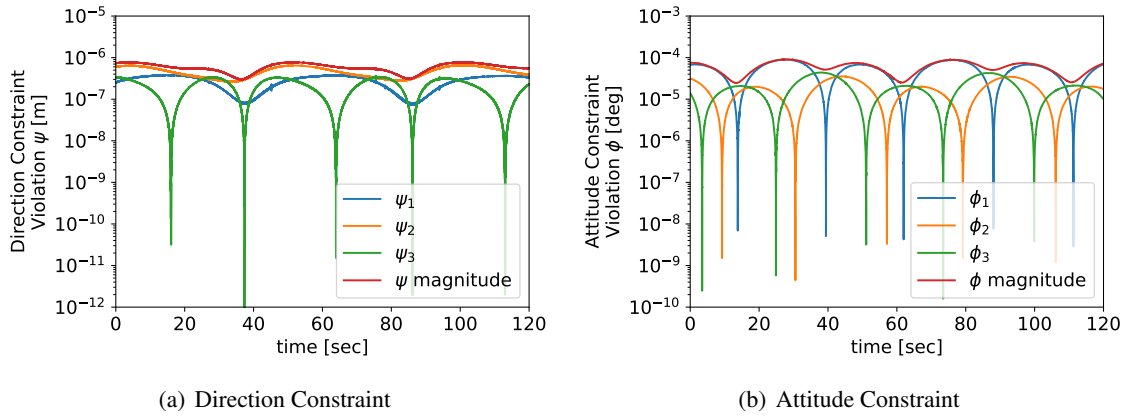 Direction Constraint
Violation ψ [m]
10⁻⁵
10⁻⁶
10⁻⁷
10⁻⁸
10⁻⁹
10⁻¹⁰
10⁻¹¹
10⁻¹²
ψ₁
ψ₂
ψ₃
ψ magnitude
0 20 40 60 80 100 120
time [sec]
(a) Direction Constraint
Attitude Constraint
Violation ϕ [deg]
10⁻³
10⁻⁴
10⁻⁵
10⁻⁶
10⁻⁷
10⁻⁸
10⁻⁹
10⁻¹⁰
ϕ₁
ϕ₂
ϕ₃
ϕ magnitude
0 20 40 60 80 100 120
time [sec]
(b) Attitude Constraint